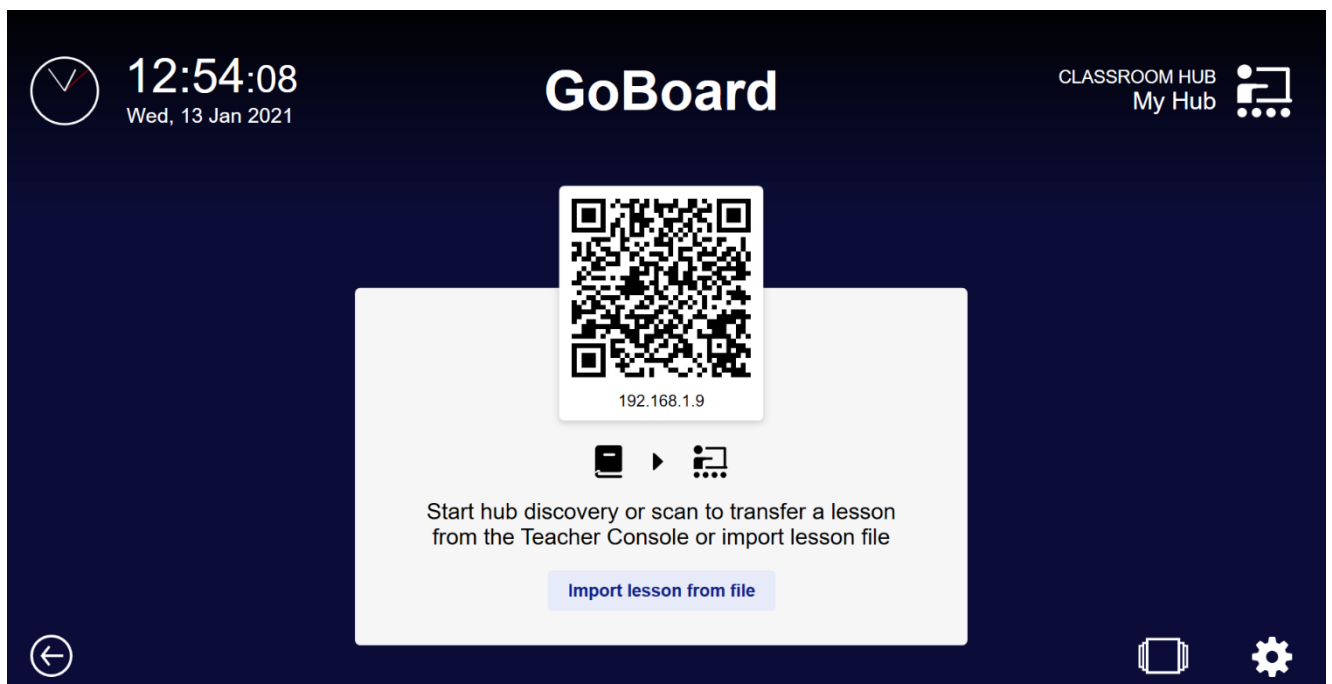 12:54:08
Wed, 13 Jan 2021
GoBoard
CLASSROOM HUB
My Hub
192.168.1.9
Start hub discovery or scan to transfer a lesson
from the Teacher Console or import lesson file
Import lesson from file